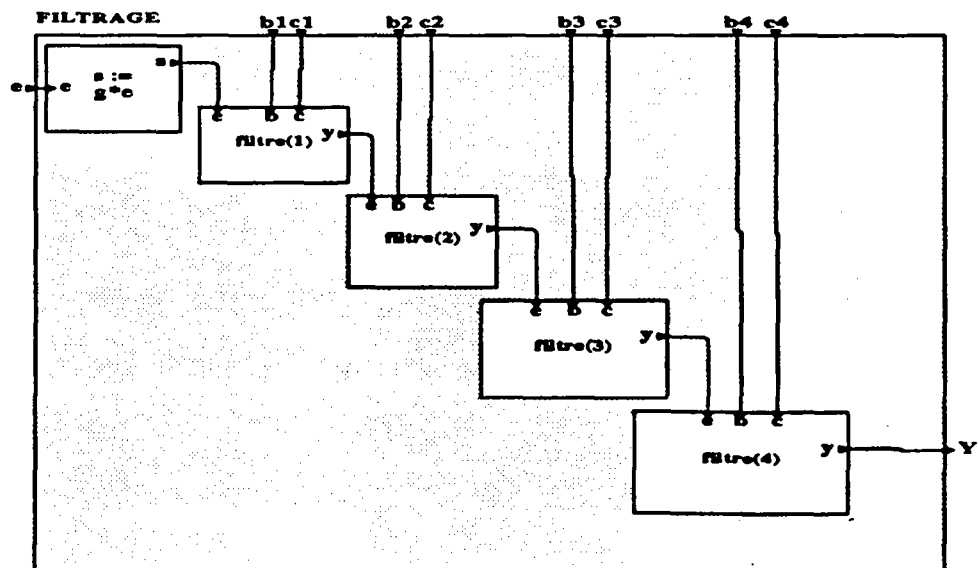 FILTRAGE
b1 c1 b2 c2 b3 c3 b4 c4
s
e e s :=
g*e
e b c
filtre(1) y
e b c
filtre(2) y
e b c
filtre(3) y
e b c
filtre(4) y Y